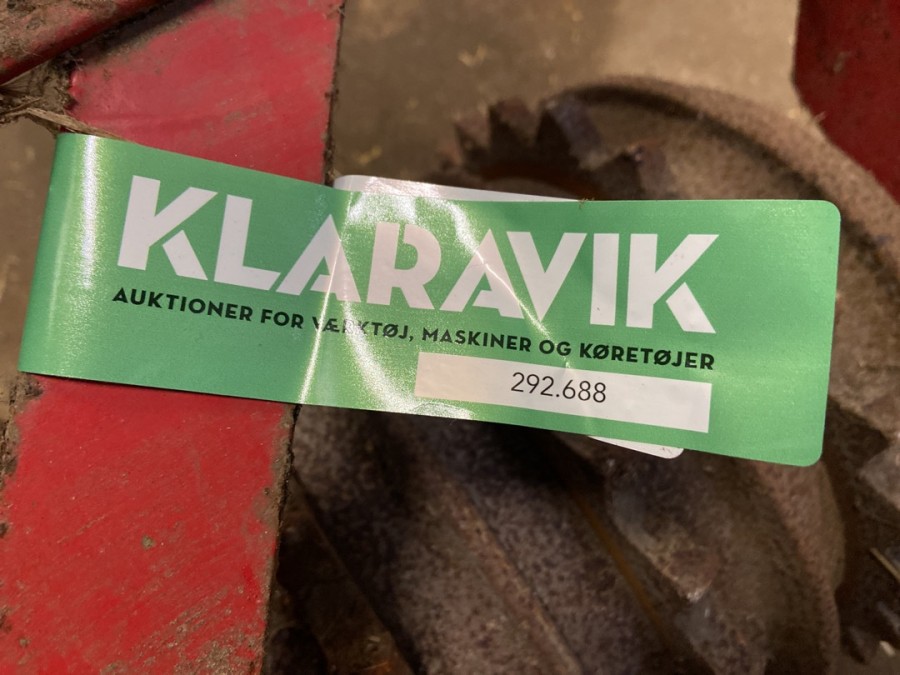 KLARAVIK
AUKTIONER FOR VÆRKTØJ, MASKINER OG KØRETØJER
292.688